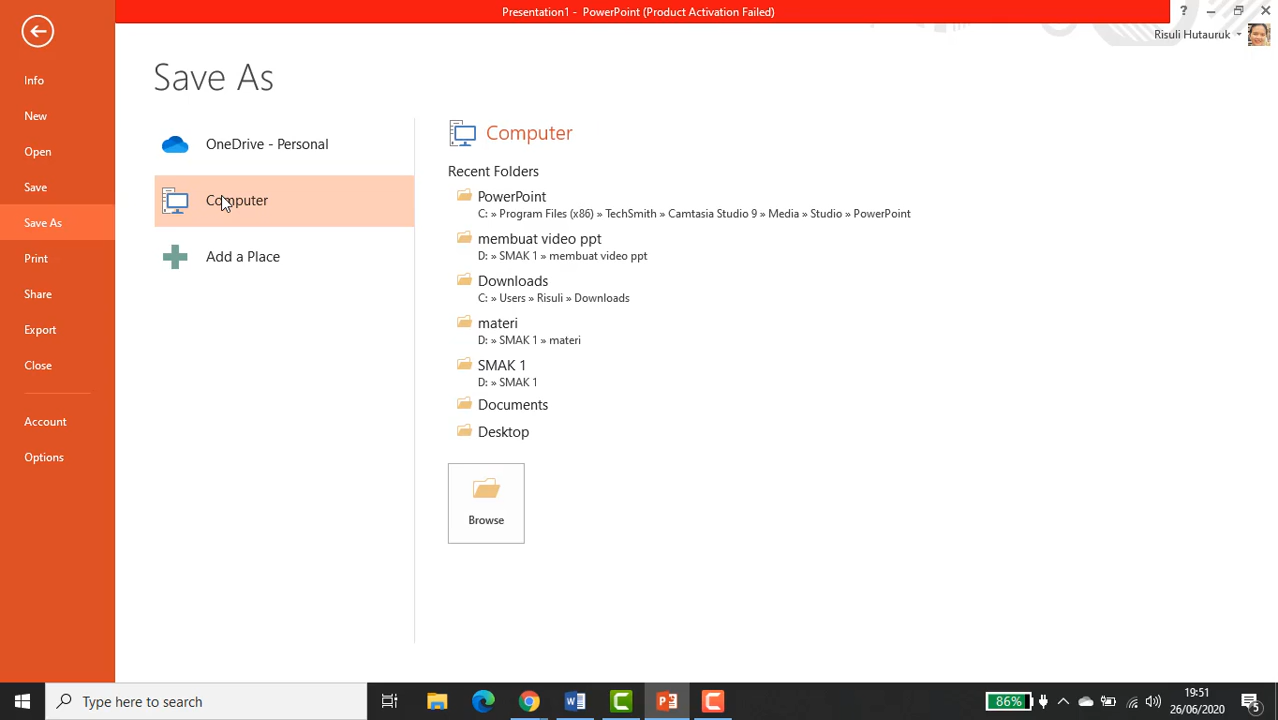 Presentation1 - PowerPoint (Product Activation Failed)
?
Risuli Hutauruk
Info
New
Open
Save
Save As
Print
Share
Export
Close
Account
Options
Save As
OneDrive - Personal
Computer
Add a Place
Computer
Recent Folders
PowerPoint
C: » Program Files (x86) » TechSmith » Camtasia Studio 9 » Media » Studio » PowerPoint
membuat video ppt
D: » SMAK 1 » membuat video ppt
Downloads
C: » Users » Risuli » Downloads
materi
D: » SMAK 1 » materi
SMAK 1
D: » SMAK 1
Documents
Desktop
Browse
Type here to search
86%
19:51
26/06/2020
5